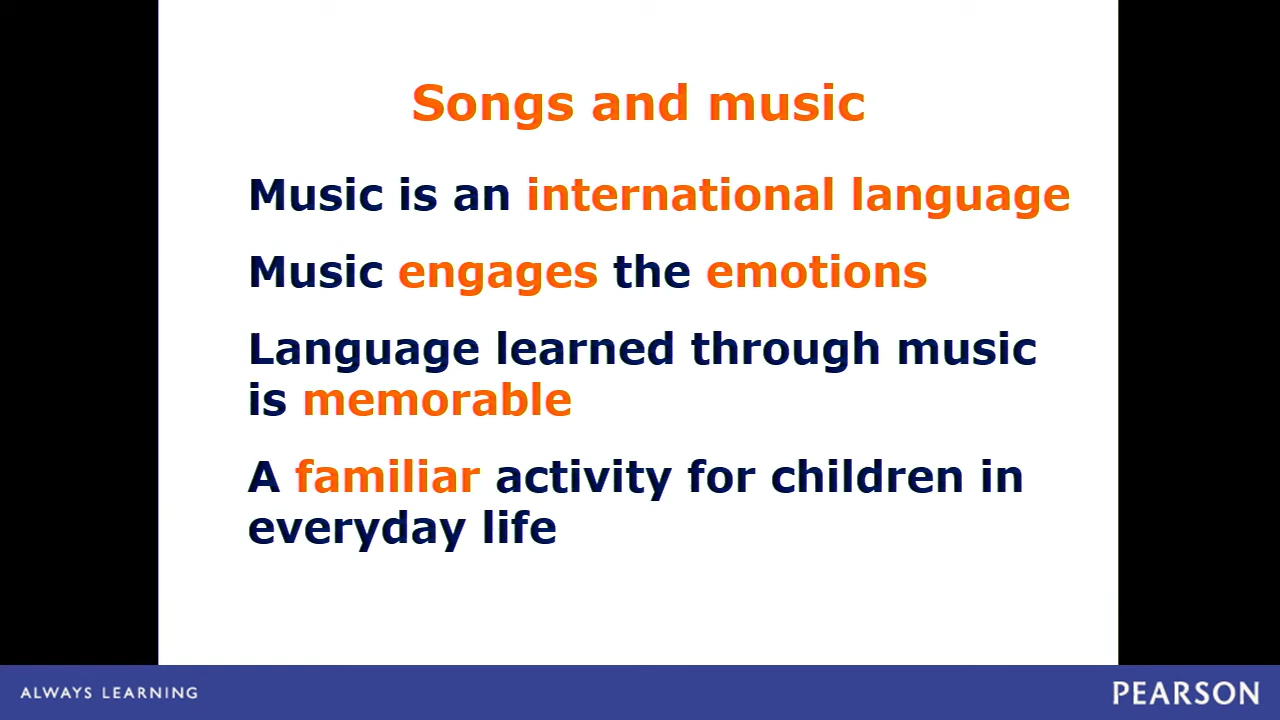 Songs and music
Music is an international language
Music engages the emotions
Language learned through music
is memorable
A familiar activity for children in
everyday life
ALWAYS LEARNING
PEARSON